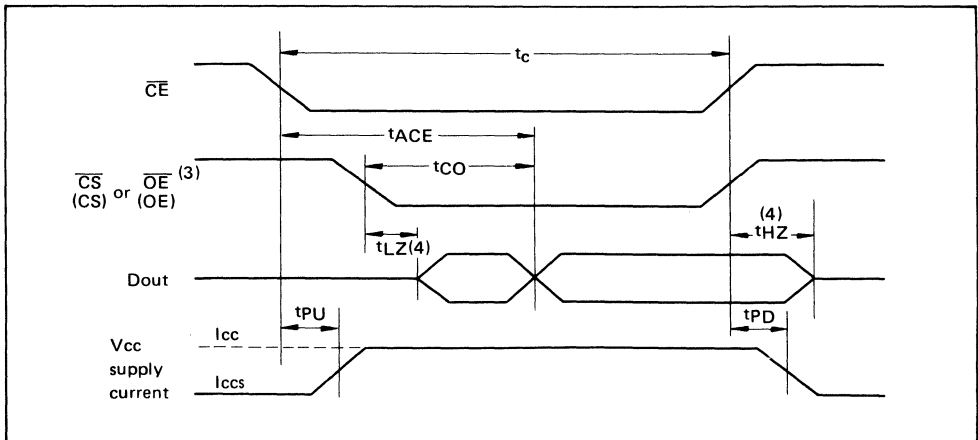 tc
CE
tACE
tCO
CS or OE (3)
(CS) (OE)
tLZ(4)
(4)
tHZ
Dout
tPU
tPD
Vcc
supply
current
Icc
Iccs